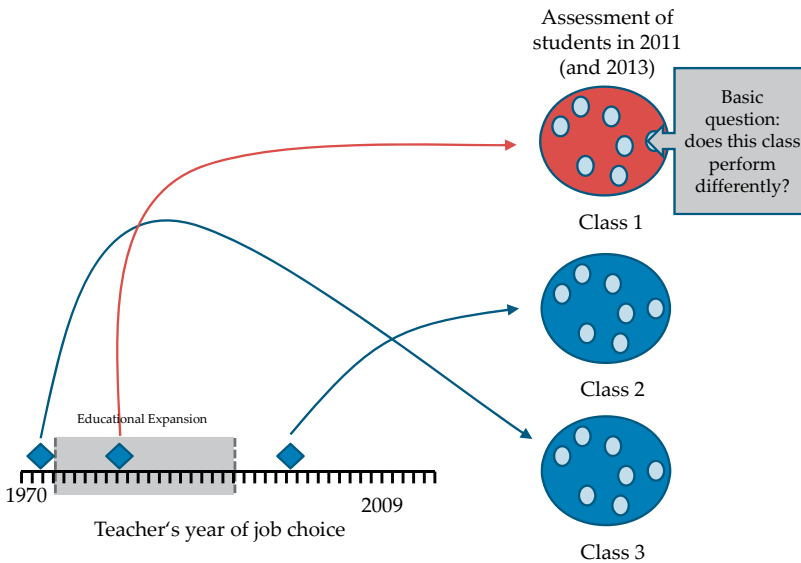 Assessment of
students in 2011
(and 2013)
Basic
question:
does this class
perform
differently?
Class 1
Class 2
Educational Expansion
1970
2009
Teacher‘s year of job choice
Class 3